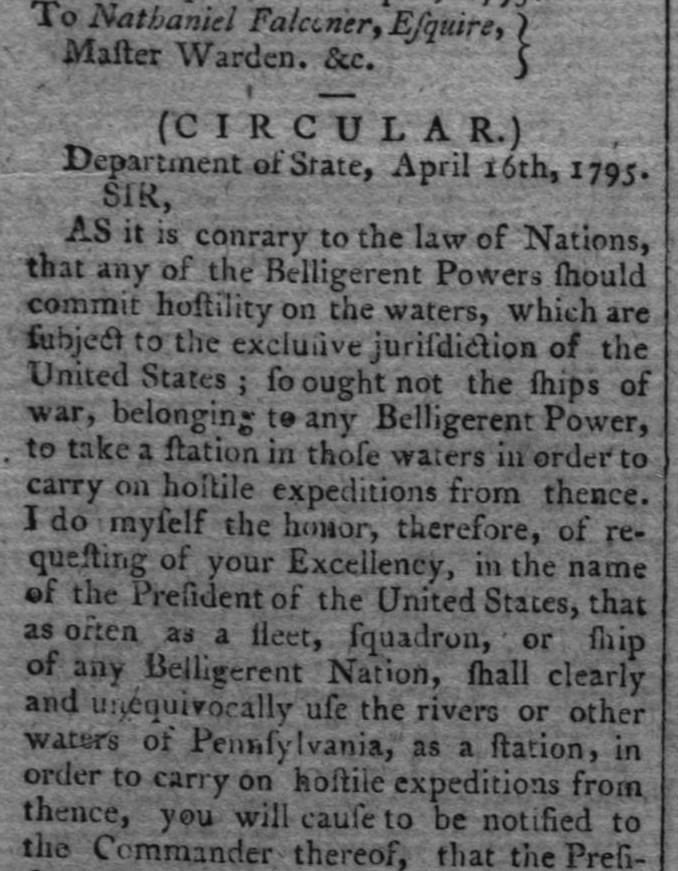 To Nathaniel Falconer, Eſquire,
Maſter Warden. &c.
(CIRCULAR.)
Department of State, April 16th, 1795.
SIR,
AS it is conrary to the law of Nations,
that any of the Belligerent Powers ſhould
commit hoſtility on the waters, which are
ſubject to the excluſive juriſdiction of the
United States ; ſo ought not the ſhips of
war, belonging to any Belligerent Power,
to take a ſtation in thoſe waters in order to
carry on hoſtile expeditions from thence.
I do myſelf the honor, therefore, of re-
queſting of your Excellency, in the name
of the Preſident of the United States, that
as often as a fleet, ſquadron, or ſhip
of any Belligerent Nation, ſhall clearly
and unequivocally uſe the rivers or other
waters of Pennſylvania, as a ſtation, in
order to carry on hoſtile expeditions from
thence, you will cauſe to be notified to
the Commander thereof, that the Preſi-